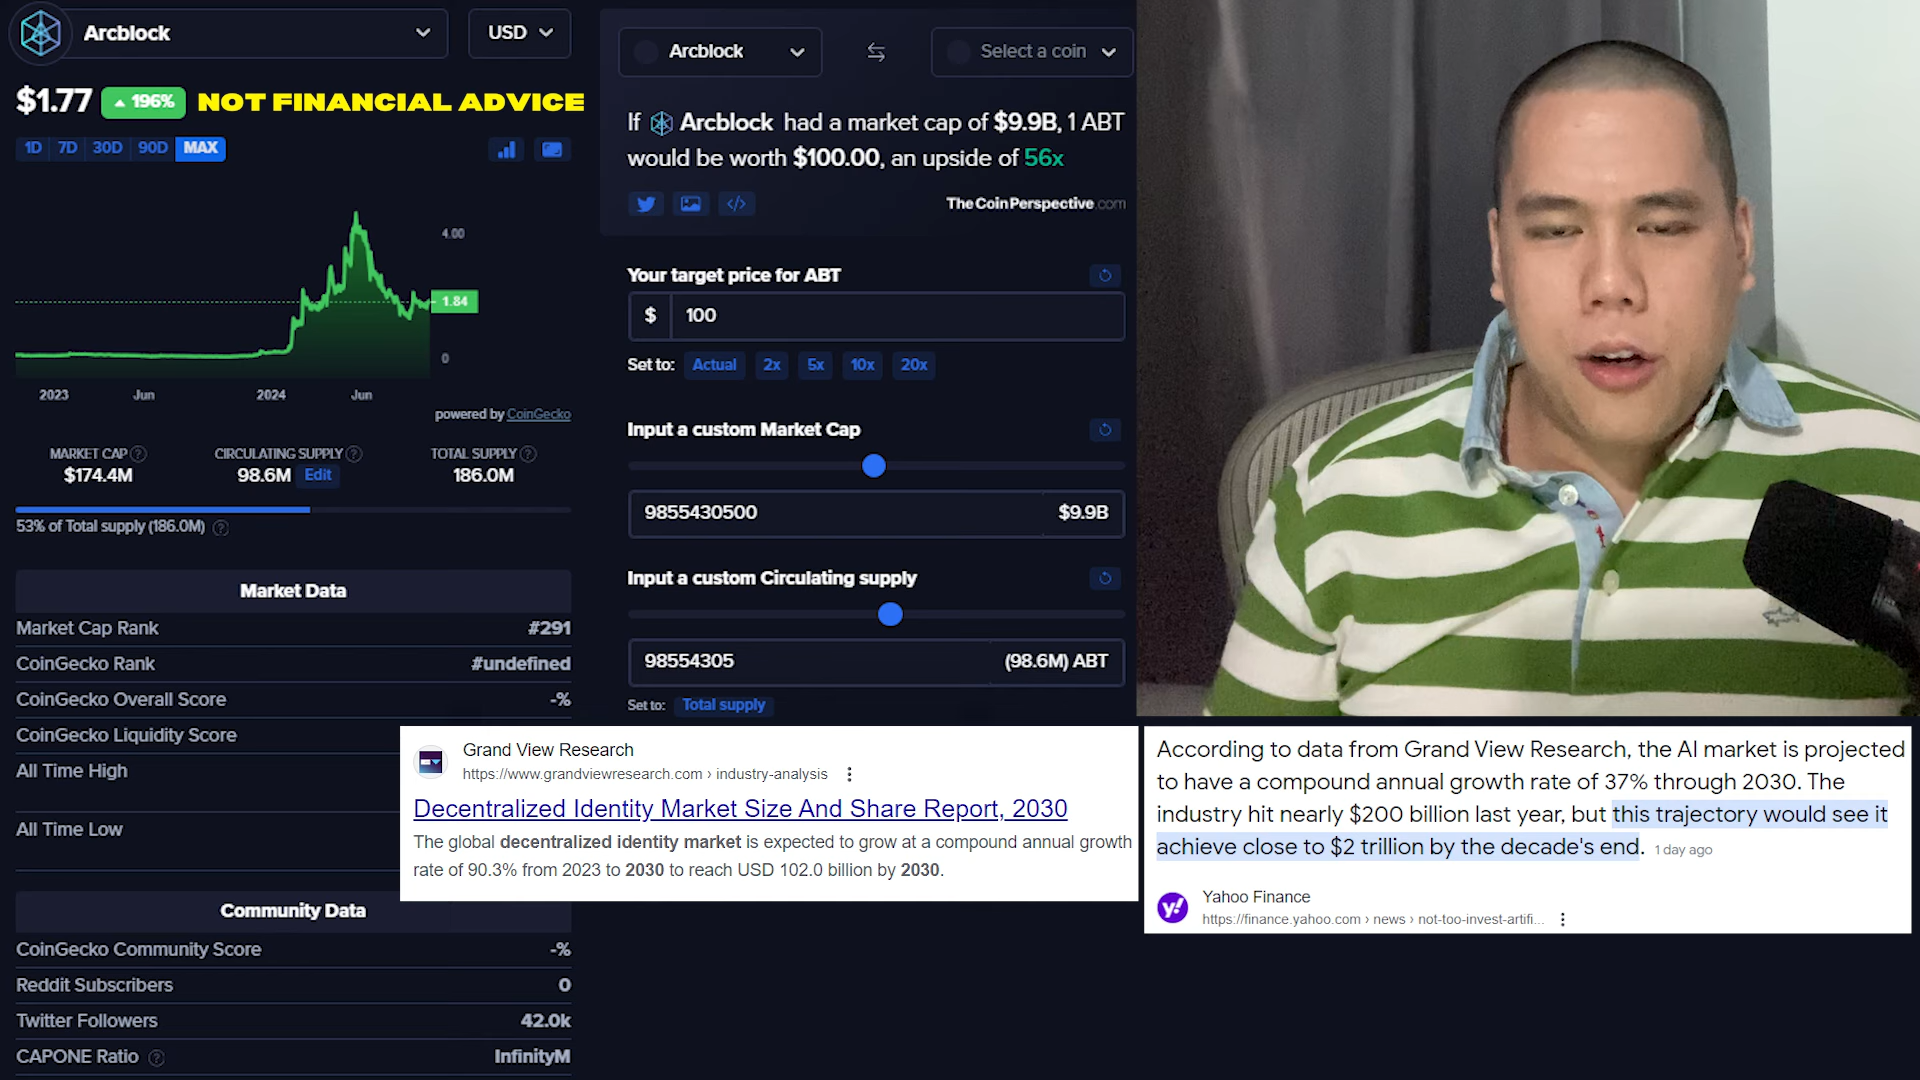 Arcblock
USD
$1.77
196%
NOT FINANCIAL ADVICE
1D 7D 30D 90D MAX
4.00
1.84
0
2023 Jun 2024 Jun
powered by CoinGecko
MARKET CAP ? CIRCULATING SUPPLY ? TOTAL SUPPLY ?
$174.4M 98.6M Edit 186.0M
53% of Total supply (186.0M) ?
Market Data
Market Cap Rank #291
CoinGecko Rank #undefined
CoinGecko Overall Score -%
CoinGecko Liquidity Score
All Time High
All Time Low
Community Data
CoinGecko Community Score -%
Reddit Subscribers 0
Twitter Followers 42.0k
CAPONE Ratio ? InfinityM
Arcblock Select a coin
If Arcblock had a market cap of $9.9B, 1 ABT
would be worth $100.00, an upside of 56x
TheCoinPerspective.com
Your target price for ABT
$ 100
Set to: Actual 2x 5x 10x 20x
Input a custom Market Cap
9855430500 $9.9B
Input a custom Circulating supply
98554305 (98.6M) ABT
Set to: Total supply
Grand View Research
https://www.grandviewresearch.com › industry-analysis
Decentralized Identity Market Size And Share Report, 2030
The global decentralized identity market is expected to grow at a compound annual growth
rate of 90.3% from 2023 to 2030 to reach USD 102.0 billion by 2030.
According to data from Grand View Research, the AI market is projected
to have a compound annual growth rate of 37% through 2030. The
industry hit nearly $200 billion last year, but this trajectory would see it
achieve close to $2 trillion by the decade's end. 1 day ago
y!
Yahoo Finance
https://finance.yahoo.com › news › not-too-invest-artifi...